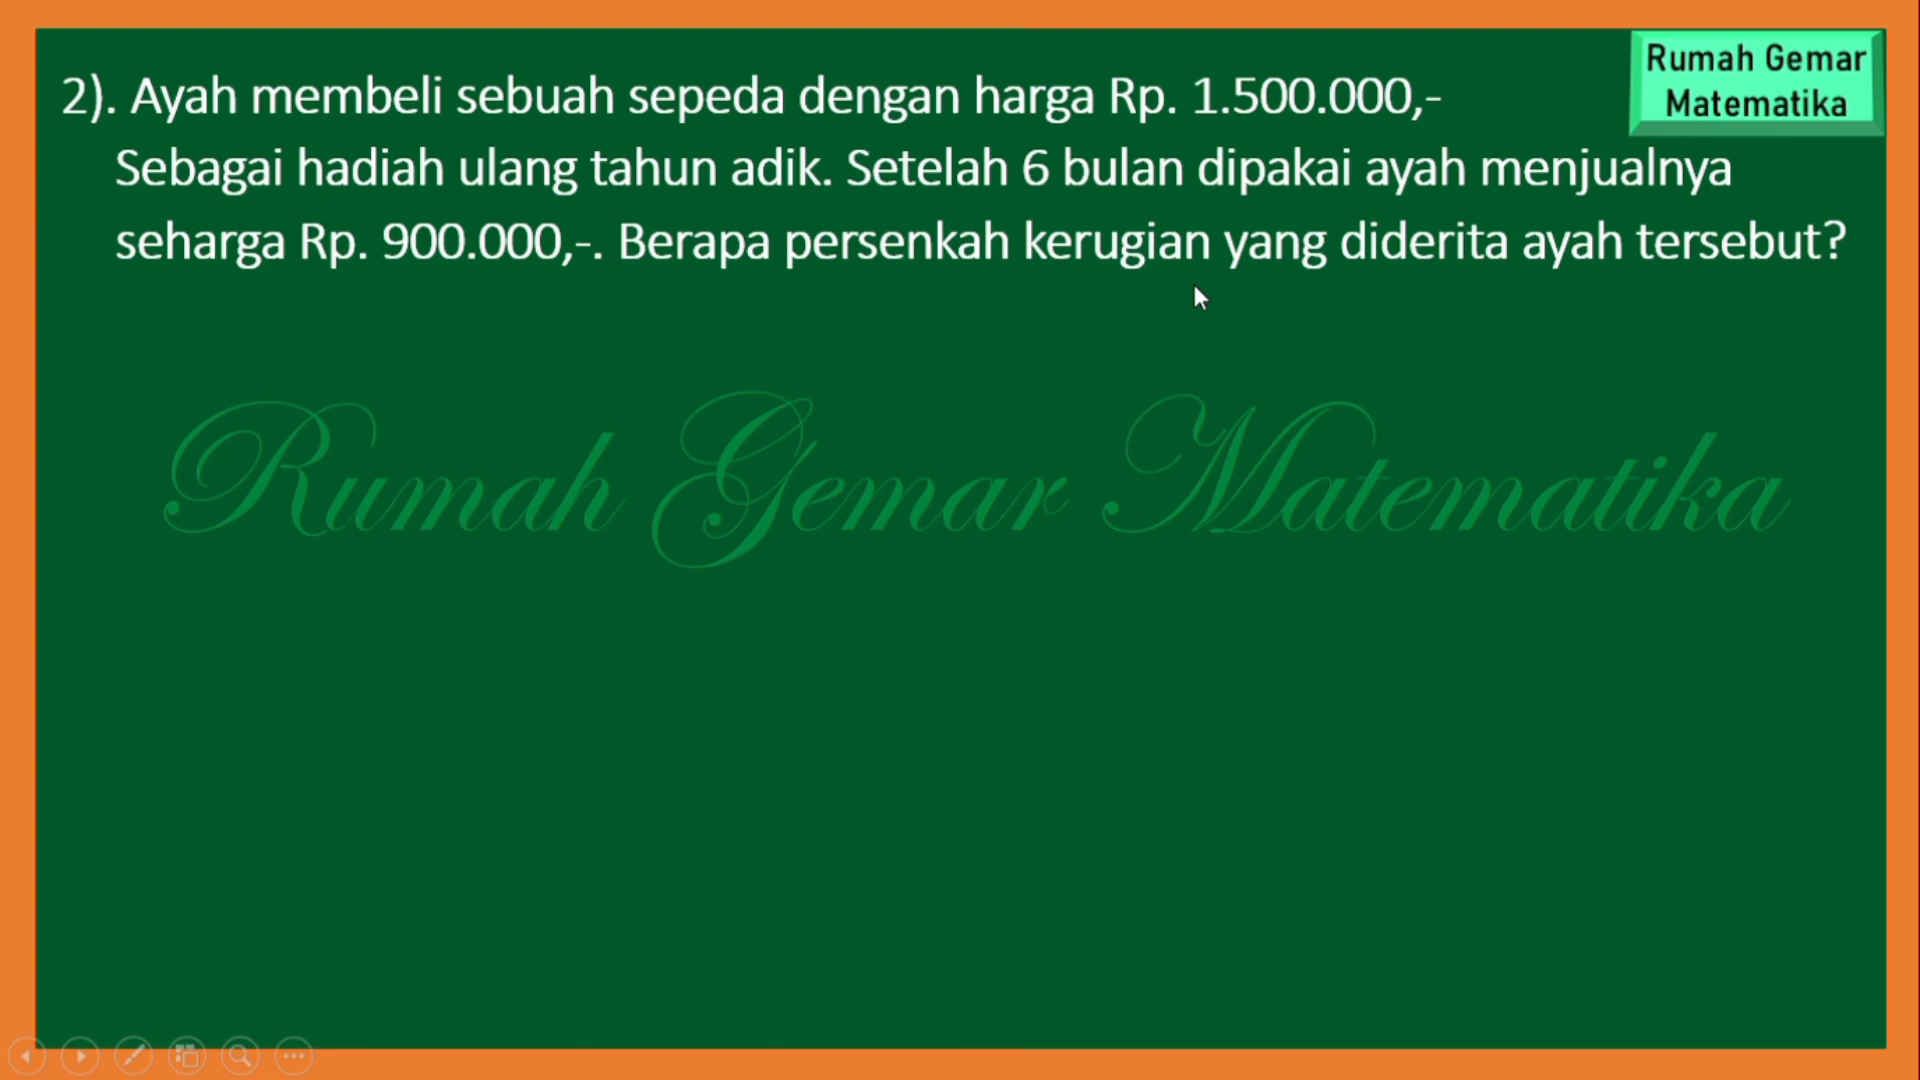 Rumah Gemar
Matematika
2). Ayah membeli sebuah sepeda dengan harga Rp. 1.500.000,-
Sebagai hadiah ulang tahun adik. Setelah 6 bulan dipakai ayah menjualnya
seharga Rp. 900.000,-. Berapa persenkah kerugian yang diderita ayah tersebut?
Rumah Gemar Matematika